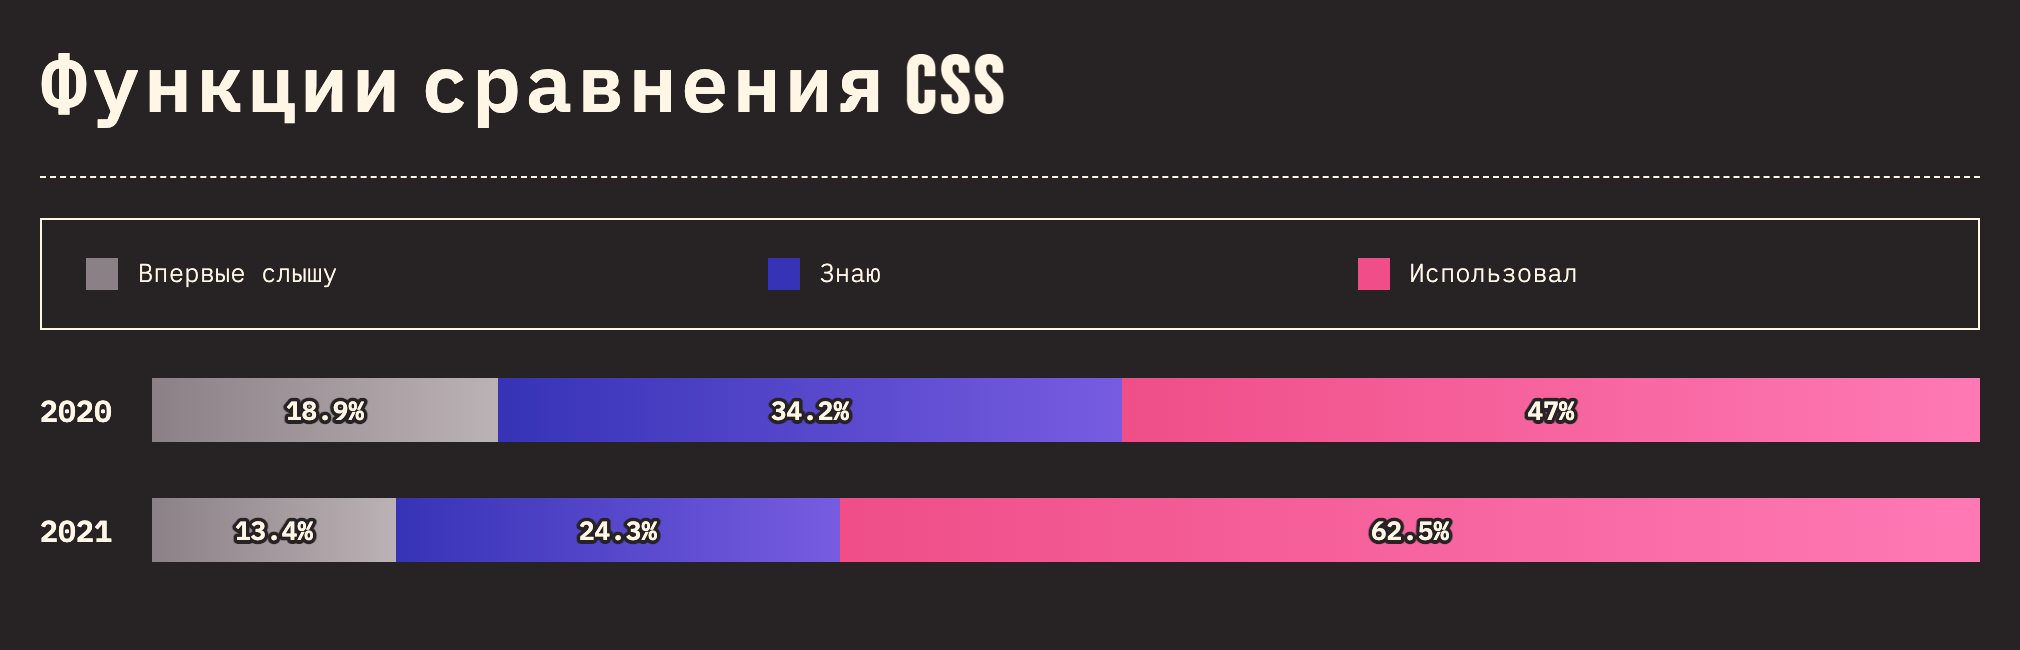 Функции сравнения CSS
Впервые слышу Знаю Использовал
2020 18.9% 34.2% 47%
2021 13.4% 24.3% 62.5%